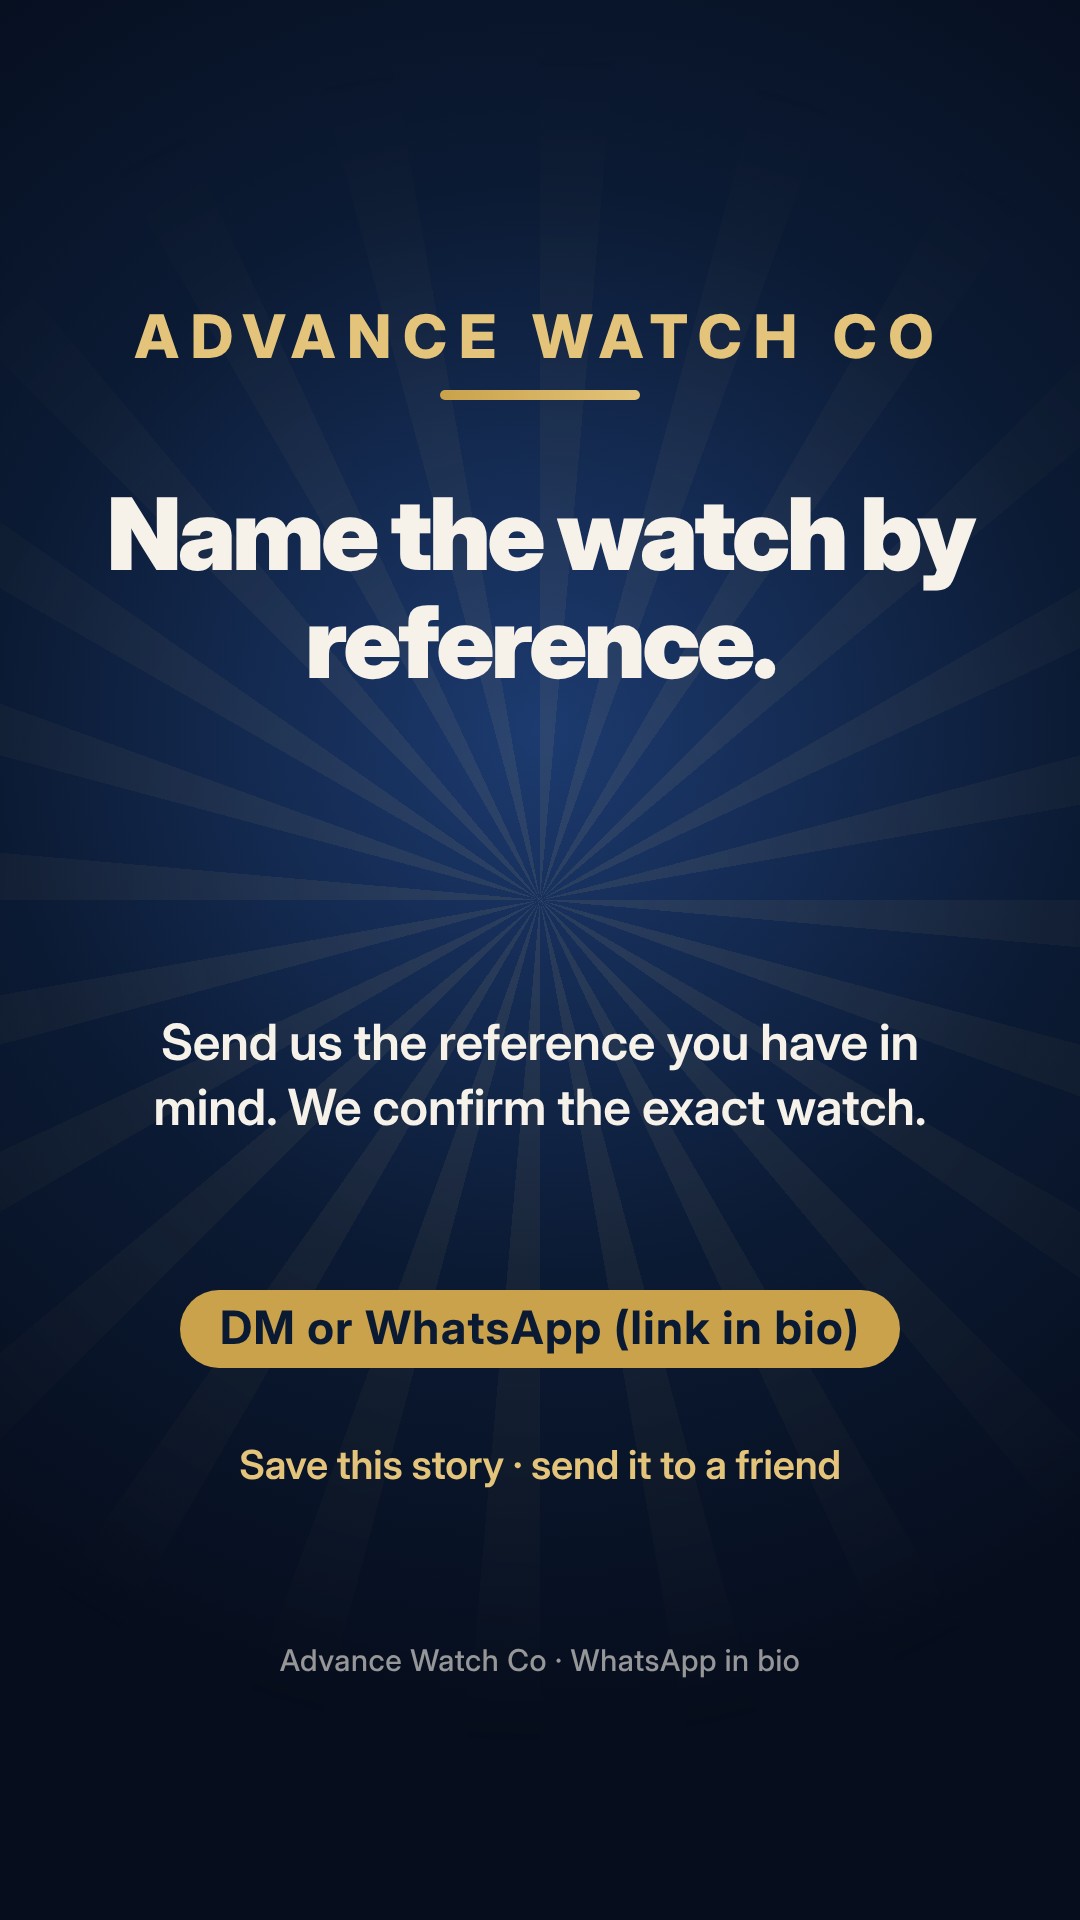 ADVANCE WATCH CO
Name the watch by
reference.
Send us the reference you have in
mind. We confirm the exact watch.
DM or WhatsApp (link in bio)
Save this story · send it to a friend
Advance Watch Co · WhatsApp in bio